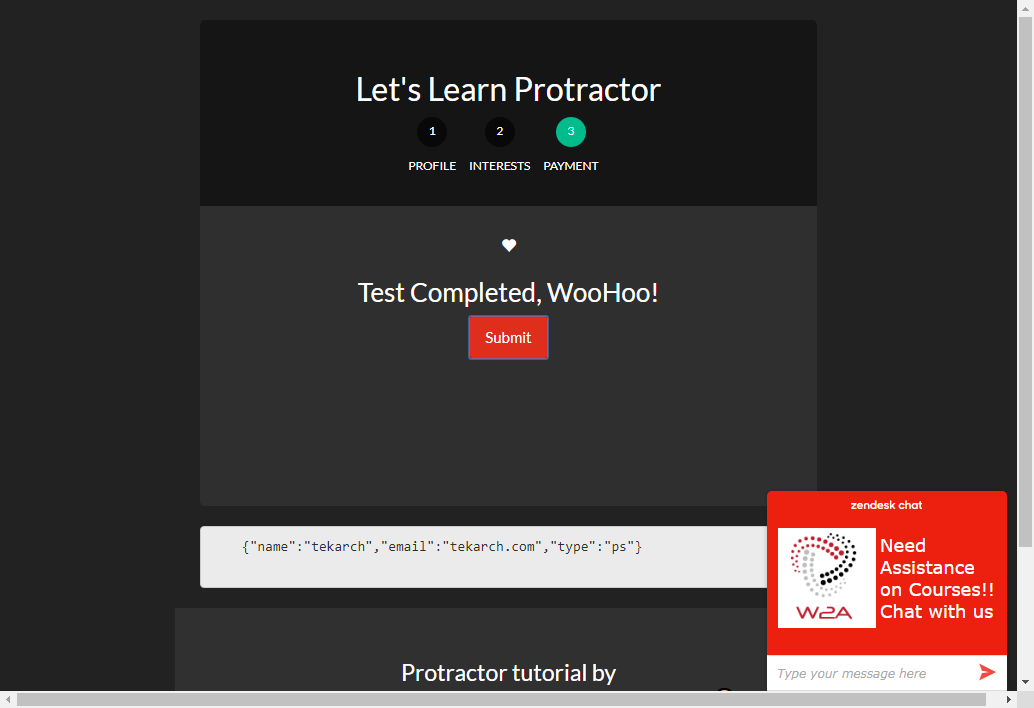 Let's Learn Protractor
1 2 3
PROFILE INTERESTS PAYMENT
Test Completed, WooHoo!
Submit
{"name":"tekarch","email":"tekarch.com","type":"ps"}
Protractor tutorial by
zendesk chat
Need
Assistance
on Courses!!
Chat with us
W2A
Type your message here